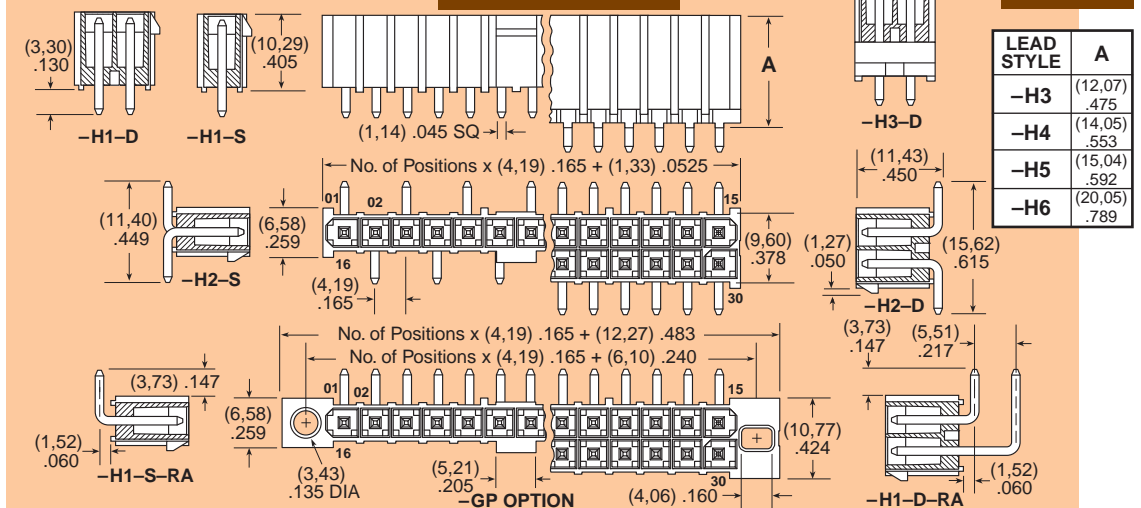 (3,30)
.130
–H1–D
–H1–S
(10,29)
.405
(1,14) .045 SQ
A
–H3–D
LEAD STYLE A
–H3 (12,07) .475
–H4 (14,05) .553
–H5 (15,04) .592
–H6 (20,05) .789
No. of Positions x (4,19) .165 + (1,33) .0525
01
02
15
16
30
(11,40)
.449
–H2–S
(6,58)
.259
(4,19)
.165
(9,60)
.378
(11,43)
.450
(1,27)
.050
(15,62)
.615
–H2–D
No. of Positions x (4,19) .165 + (12,27) .483
No. of Positions x (4,19) .165 + (6,10) .240
01
02
15
16
30
(3,73) .147
(1,52)
.060
–H1–S–RA
(6,58)
.259
(3,43)
.135 DIA
(5,21)
.205
–GP OPTION
(4,06) .160
(10,77)
.424
(3,73)
.147
(5,51)
.217
(1,52)
.060
–H1–D–RA